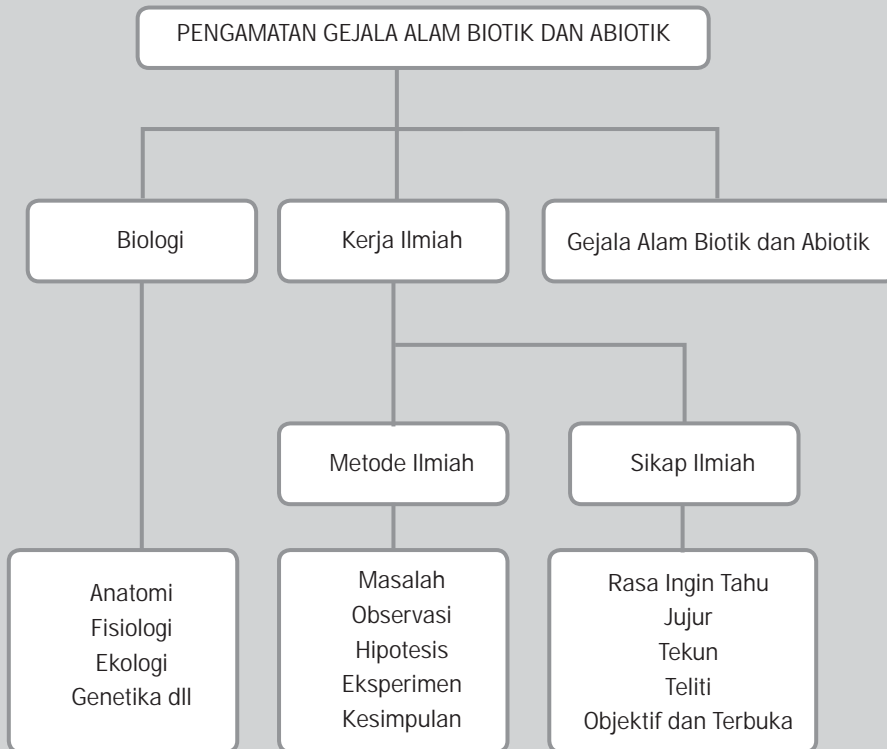 PENGAMATAN GEJALA ALAM BIOTIK DAN ABIOTIK
Biologi
Kerja Ilmiah
Gejala Alam Biotik dan Abiotik
Metode Ilmiah
Sikap Ilmiah
Anatomi
Fisiologi
Ekologi
Genetika dll
Masalah
Observasi
Hipotesis
Eksperimen
Kesimpulan
Rasa Ingin Tahu
Jujur
Tekun
Teliti
Objektif dan Terbuka